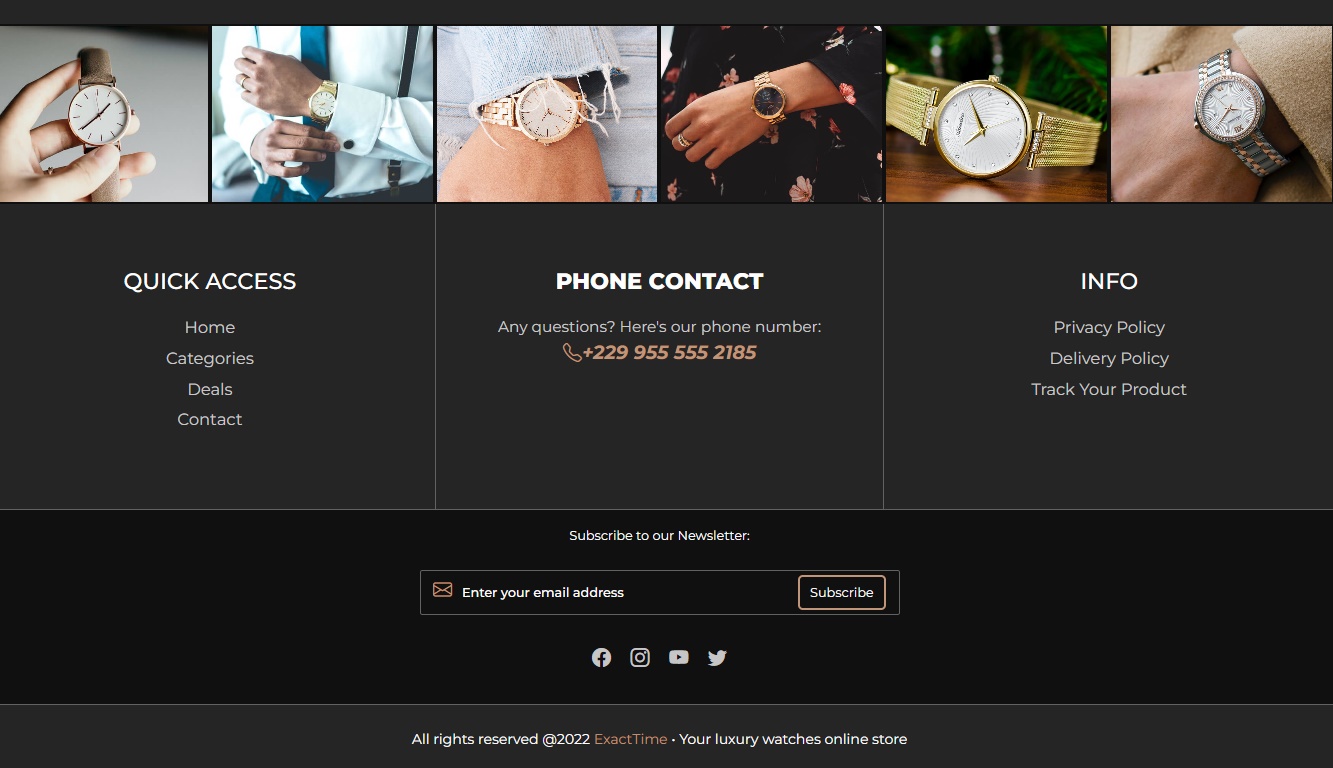 QUICK ACCESS
Home
Categories
Deals
Contact
PHONE CONTACT
Any questions? Here's our phone number:
+229 955 555 2185
INFO
Privacy Policy
Delivery Policy
Track Your Product
Subscribe to our Newsletter:
Enter your email address
Subscribe
All rights reserved @2022 ExactTime • Your luxury watches online store